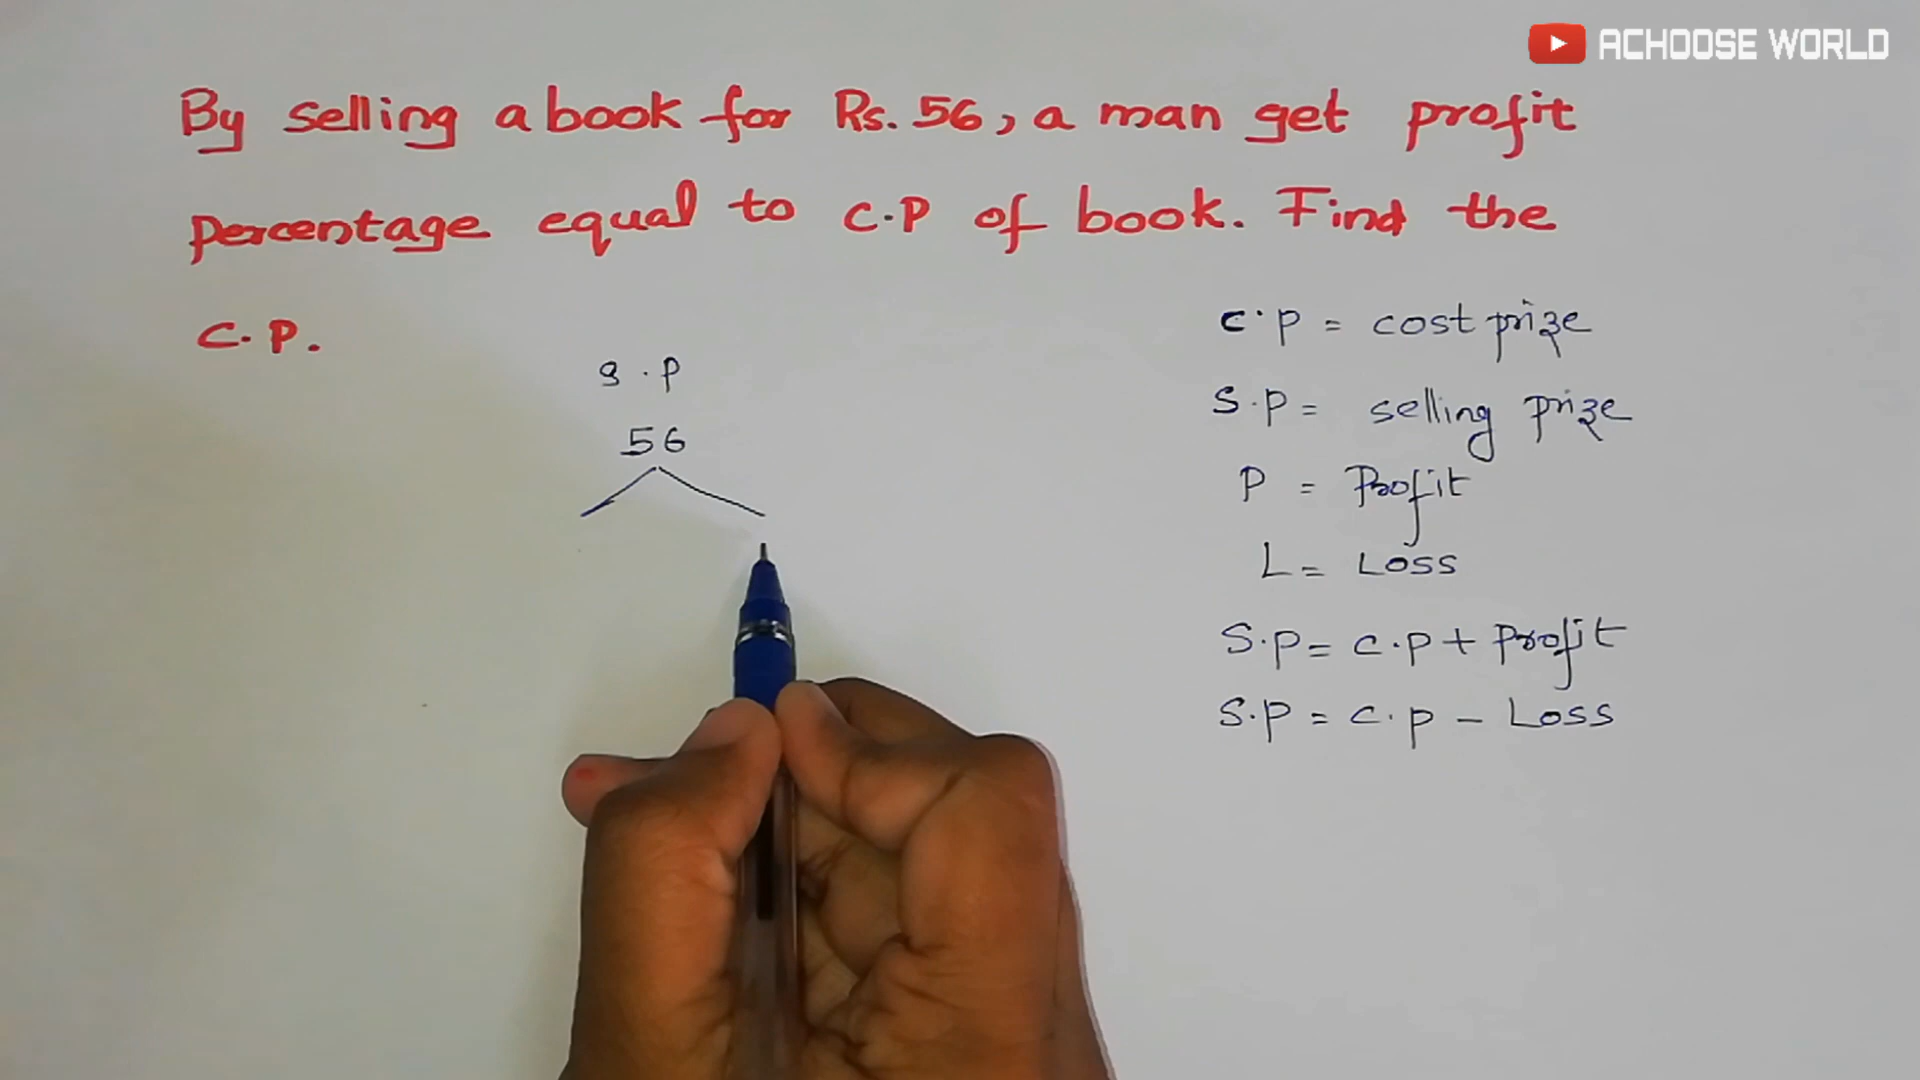 ACHOOSE WORLD
By selling a book for Rs. 56, a man get profit
percentage equal to C.P of book. Find the
C.P.
S.P
56
C.P = cost prize
S.P = selling prize
P = Profit
L = Loss
S.P = C.P + Profit
S.P = C.P - Loss